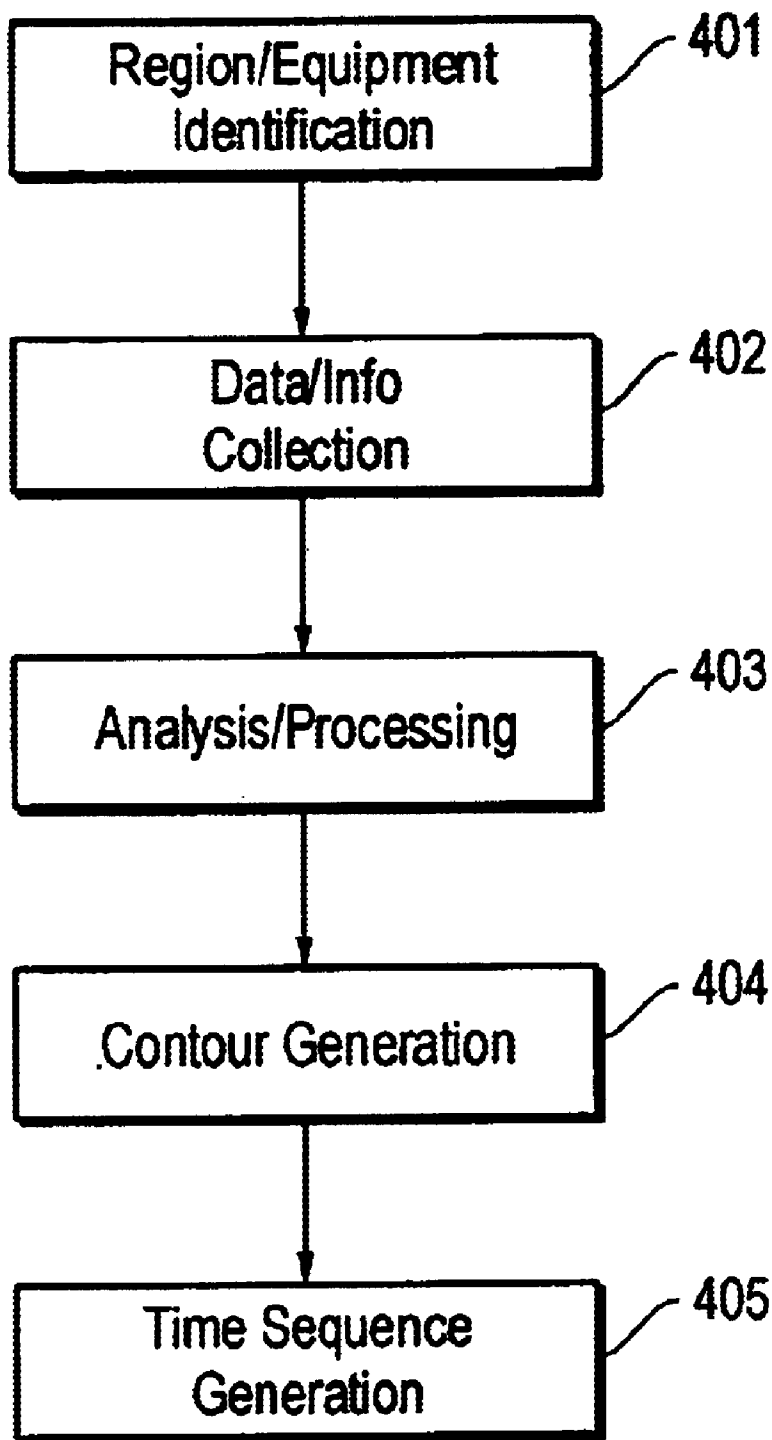 Region/Equipment
Identification
401
Data/Info
Collection
402
Analysis/Processing
403
Contour Generation
404
Time Sequence
Generation
405